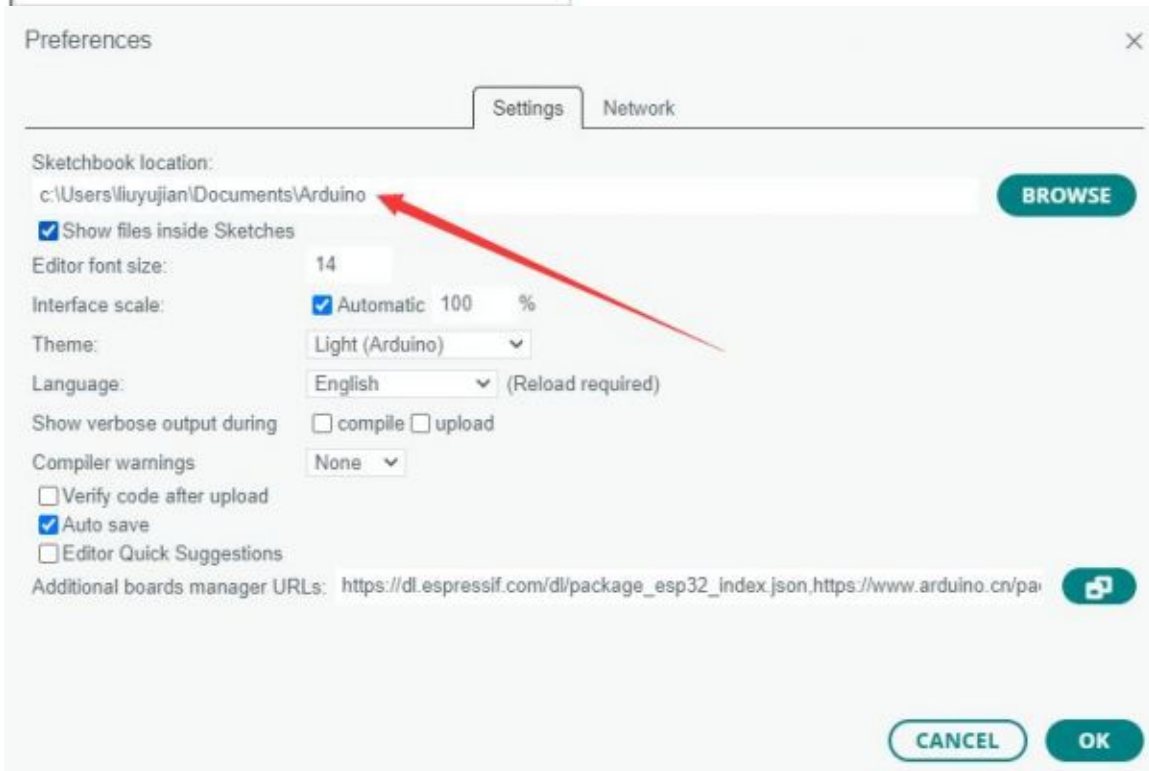 Preferences
Settings Network
Sketchbook location:
c:\Users\liuyujian\Documents\Arduino
BROWSE
Show files inside Sketches
Editor font size: 14
Interface scale: Automatic 100 %
Theme: Light (Arduino)
Language: English (Reload required)
Show verbose output during compile upload
Compiler warnings None
Verify code after upload
Auto save
Editor Quick Suggestions
Additional boards manager URLs: https://dl.espressif.com/dl/package_esp32_index.json,https://www.arduino.cn/pa
CANCEL OK